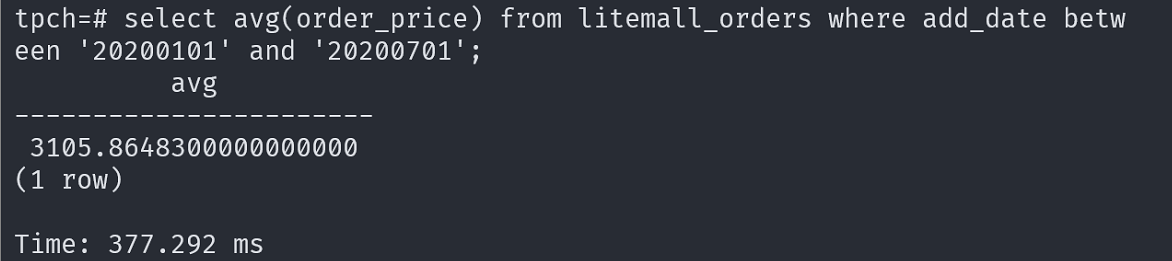 tpch=# select avg(order_price) from litemall_orders where add_date betw
een '20200101' and '20200701';
avg
-----------------------
3105.8648300000000000
(1 row)
Time: 377.292 ms